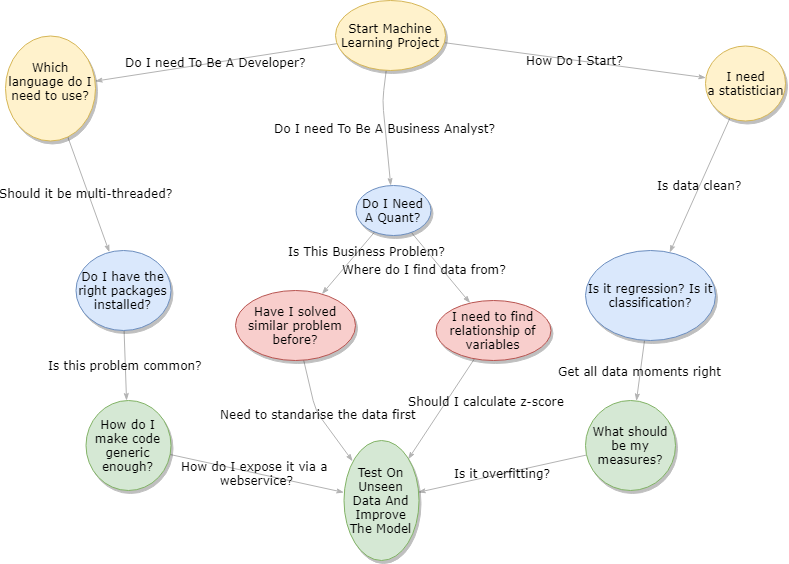 Start Machine
Learning Project
Do I need To Be A Developer?
How Do I Start?
Which
language do I
need to use?
I need
a statistician
Do I need To Be A Business Analyst?
Should it be multi-threaded?
Is data clean?
Do I Need
A Quant?
Is This Business Problem?
Where do I find data from?
Do I have the
right packages
installed?
Is it regression? Is it
classification?
Have I solved
similar problem
before?
I need to find
relationship of
variables
Is this problem common?
Get all data moments right
Need to standarise the data first
Should I calculate z-score
How do I
make code
generic
enough?
What should
be my
measures?
How do I expose it via a
webservice?
Is it overfitting?
Test On
Unseen
Data And
Improve
The Model